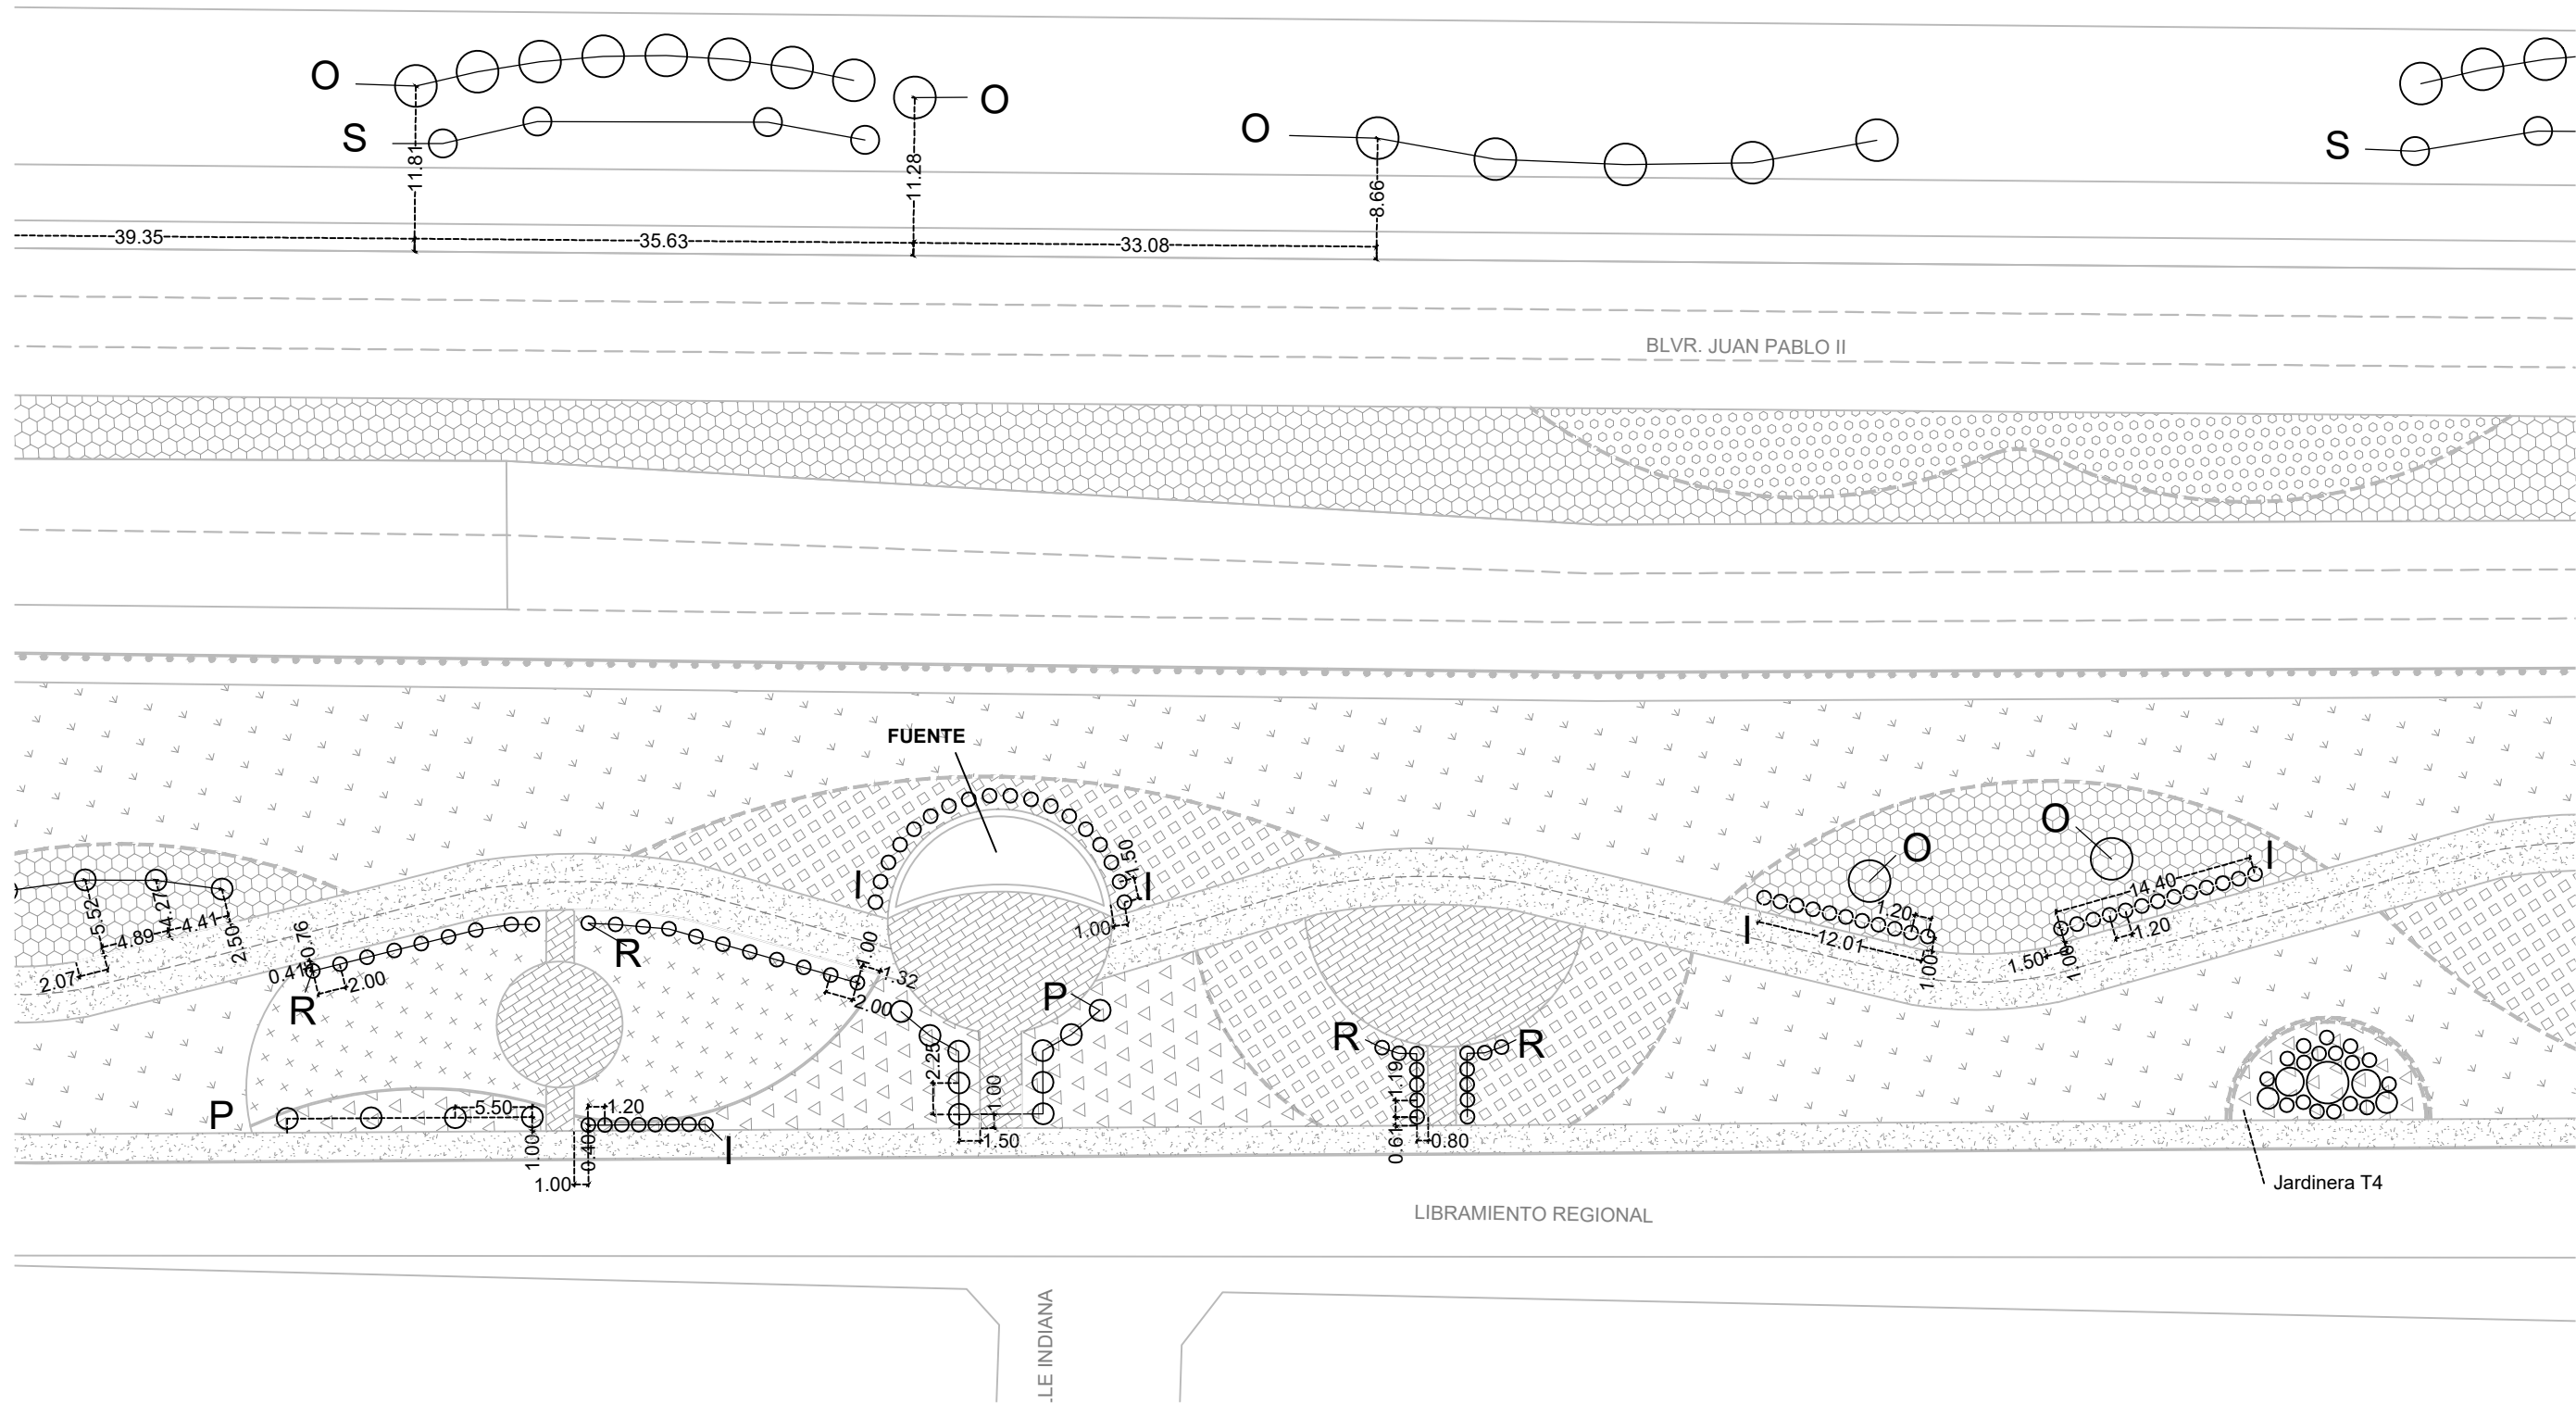 O
O
S
11.81
11.28
O
8.66
S
39.35
35.63
33.08
BLVR. JUAN PABLO II
FUENTE
O
O
I
I
1.50
1.00
I
14.40
1.20
1.20
I
12.01
1.00
1.50
1.00
5.52
4.27
4.89
4.41
2.50
2.07
0.76
0.41
2.00
R
R
1.00
1.32
2.00
P
2.25
1.00
1.50
R
R
1.19
0.61
0.80
P
5.50
1.20
1.00
0.40
I
1.00
Jardinera T4
LIBRAMIENTO REGIONAL
LLE INDIANA